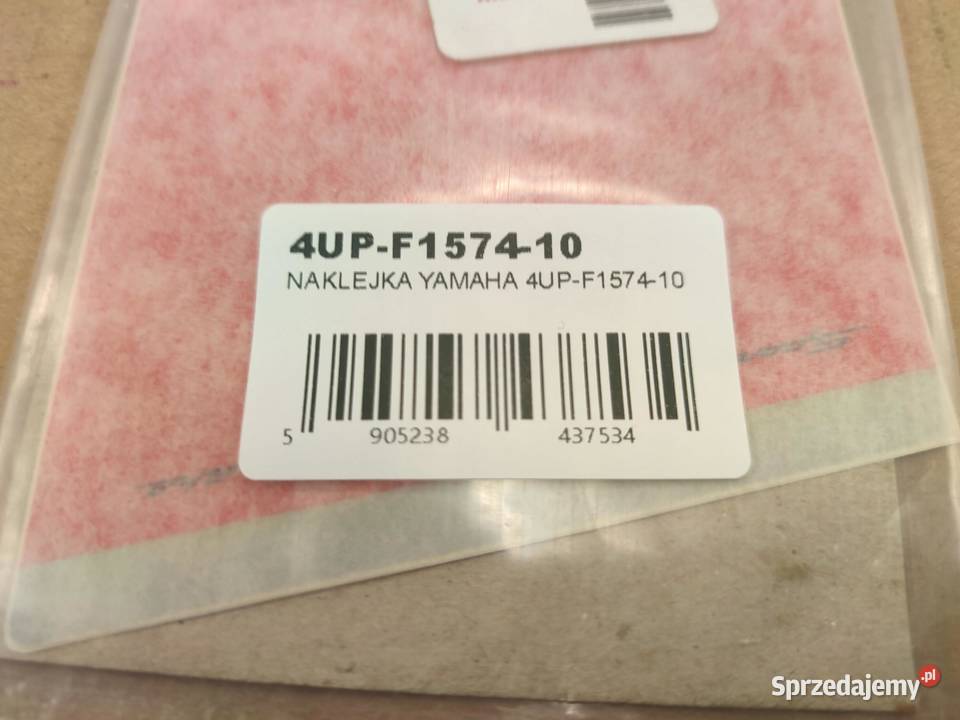 4UP-F1574-10
NAKLEJKA YAMAHA 4UP-F1574-10
5 905238 437534
Sprzedajemy.pl